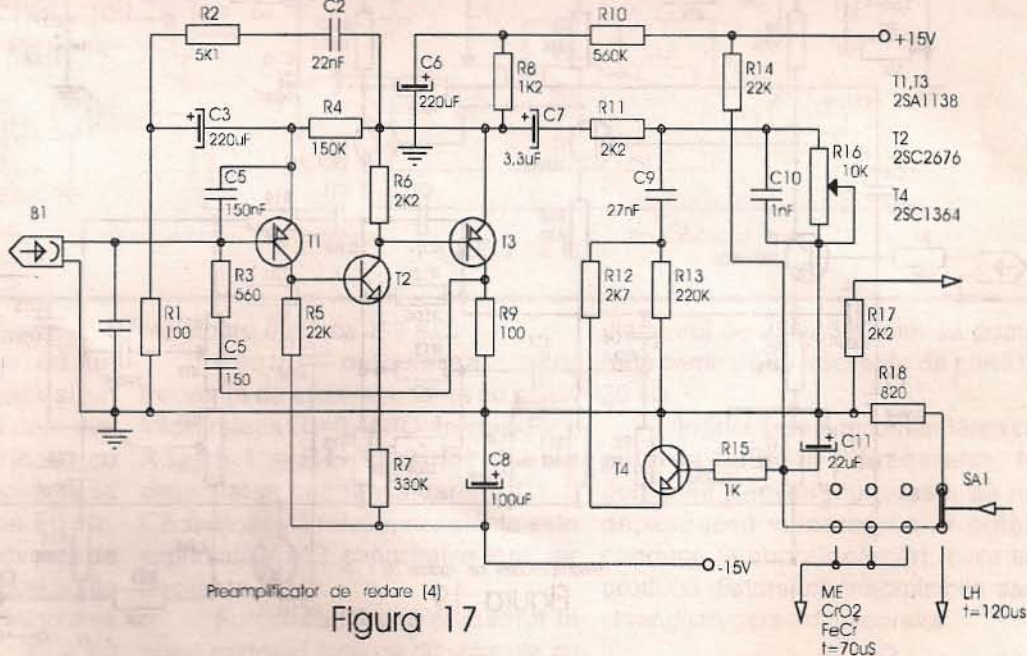 R2
5K1
C2
22nF
C3
220uF
R4
150K
C6
220uF
R8
1K2
R10
560K
+15V
R14
22K
C7
3,3uF
R11
2K2
R16
10K
C10
1nF
C9
27nF
T1,T3
2SA1138
T2
2SC2676
T4
2SC1364
B1
C5
150nF
R6
2K2
T1
T2
T3
R3
560
R1
100
C5
150
R5
22K
R9
100
R12
2K7
R13
220K
R17
2K2
R18
820
R7
330K
C8
100uF
T4
R15
1K
C11
22uF
SA1
-15V
Preamplificator de redare (4)
Figura 17
ME
CrO2
FeCr
t=70uS
LH
t=120us